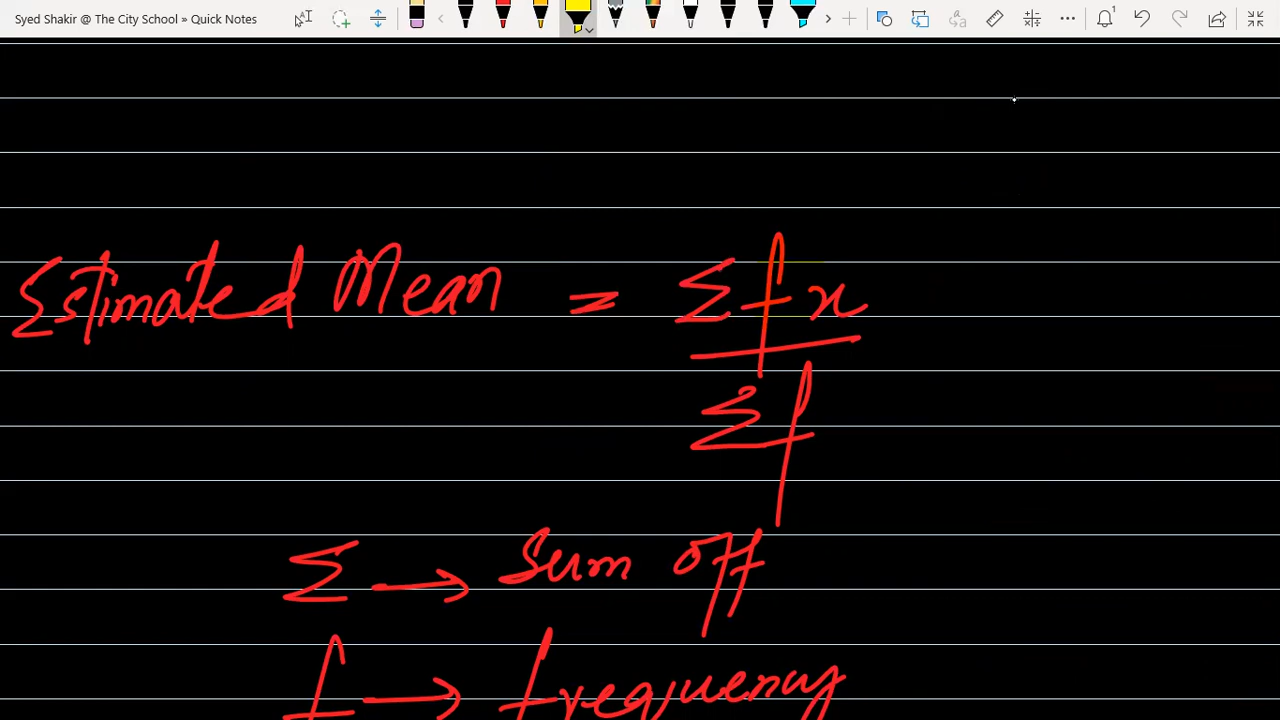 Syed Shakir @ The City School » Quick Notes
Estimated Mean = Σfx
Σf
Σ → Sum off
f → frequency